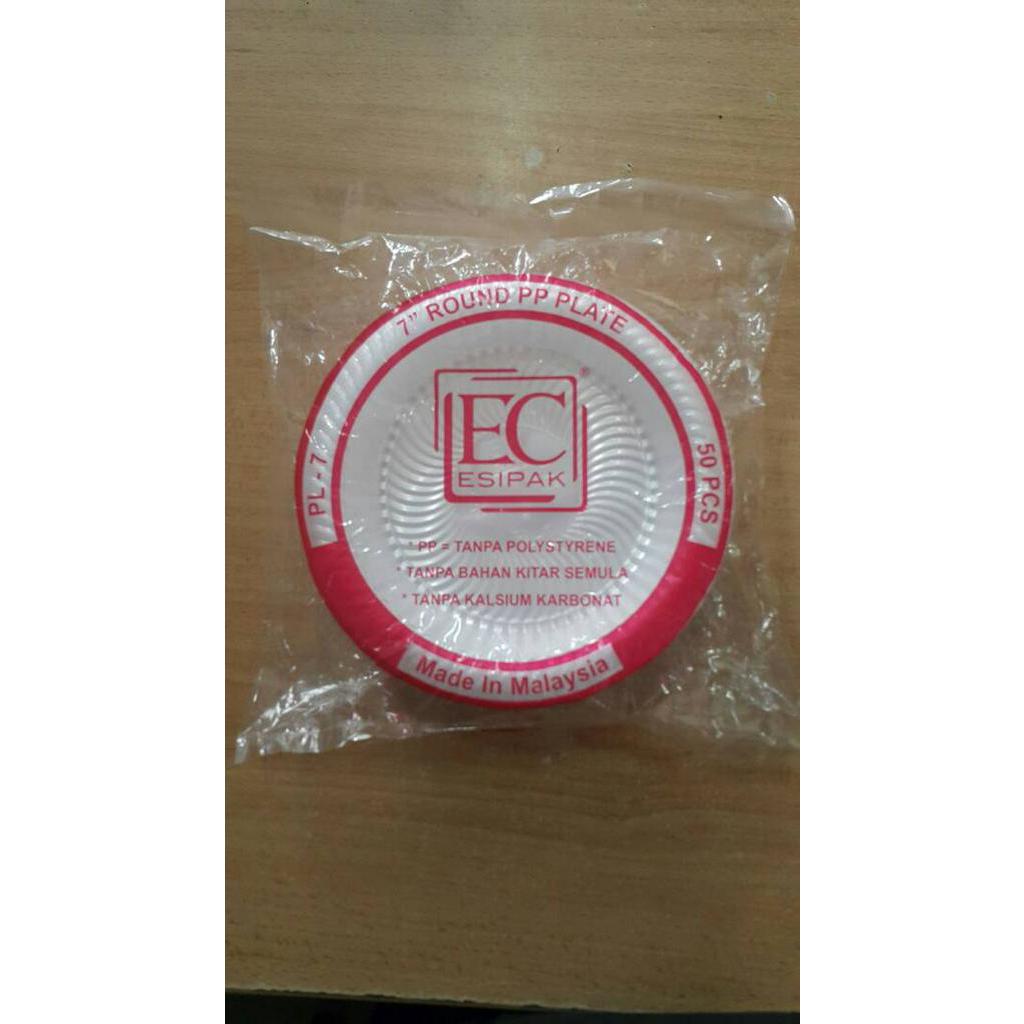 7" ROUND PP PLATE
PL - 7
50 PCS
EC
®
ESIPAK
* PP = TANPA POLYSTYRENE
* TANPA BAHAN KITAR SEMULA
* TANPA KALSIUM KARBONAT
Made In Malaysia